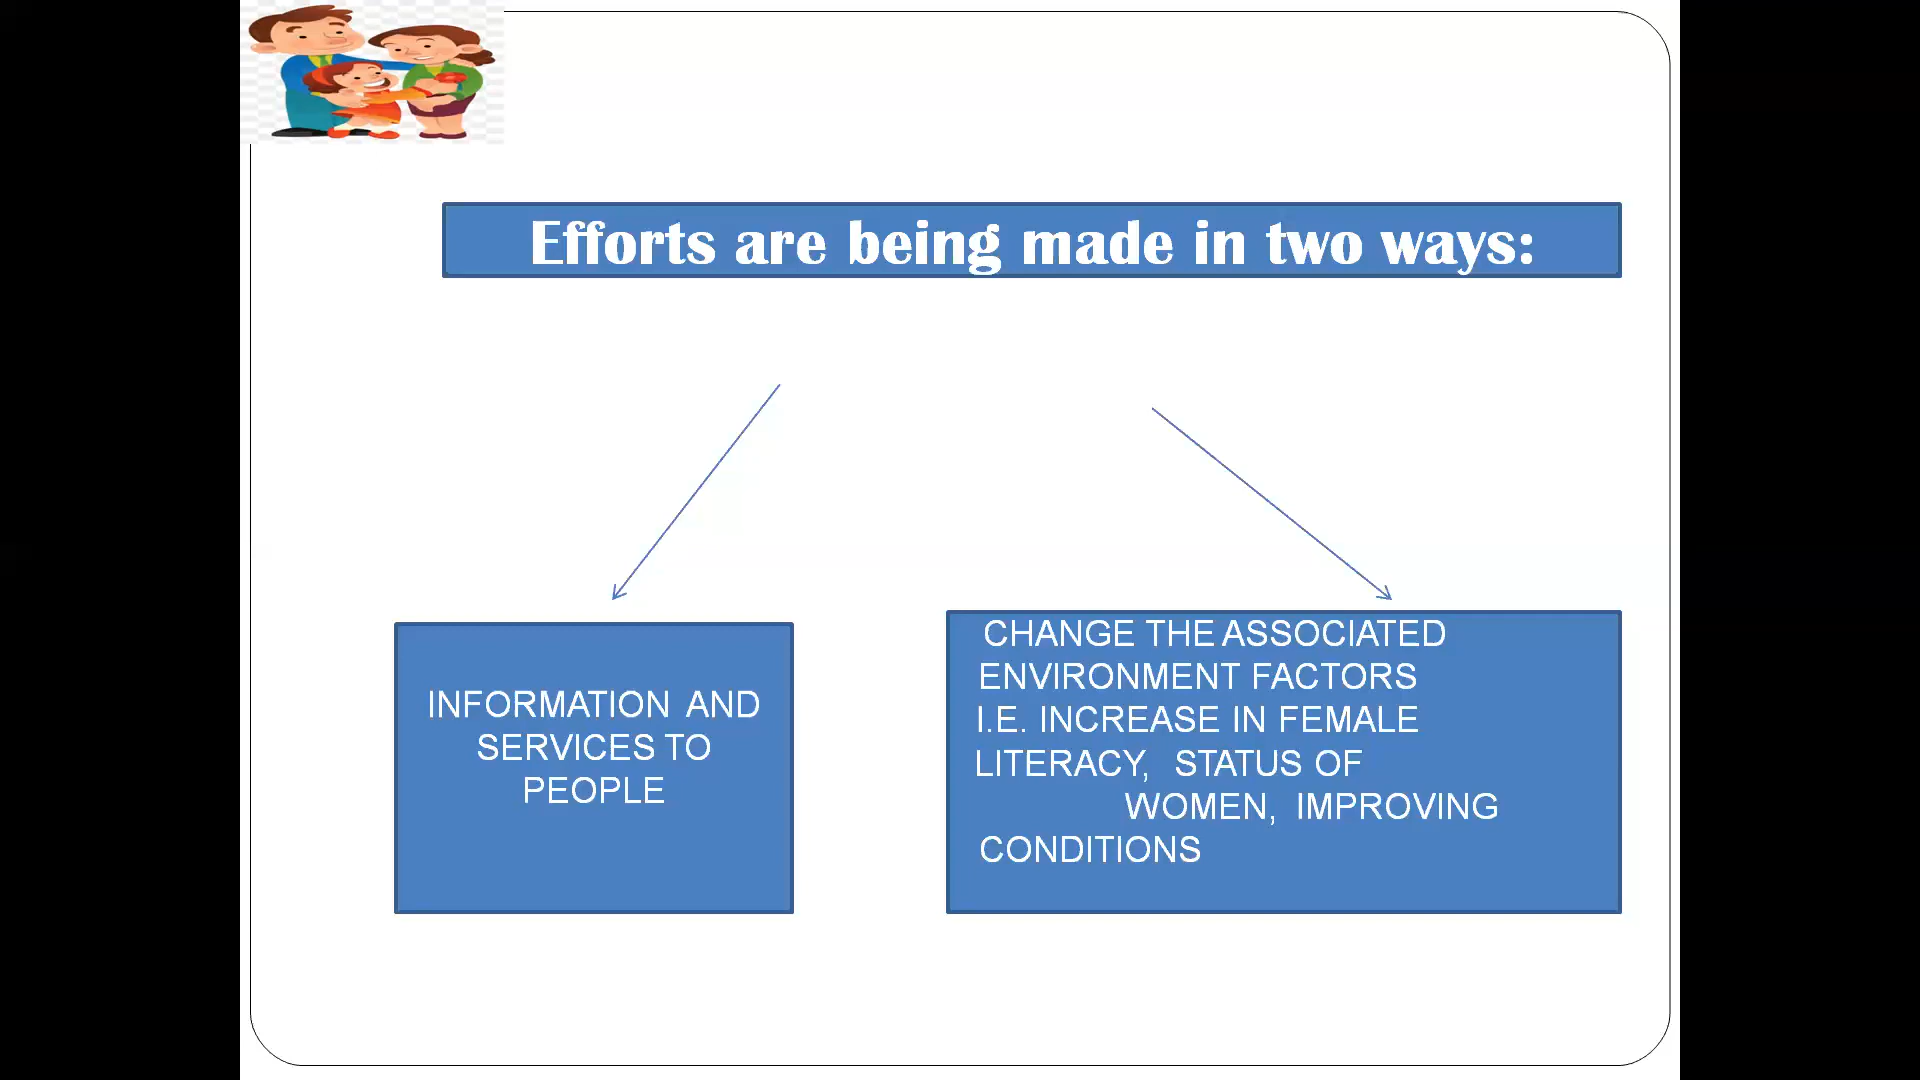 Efforts are being made in two ways:
INFORMATION AND
SERVICES TO
PEOPLE
CHANGE THE ASSOCIATED
ENVIRONMENT FACTORS
I.E. INCREASE IN FEMALE
LITERACY, STATUS OF
WOMEN, IMPROVING
CONDITIONS